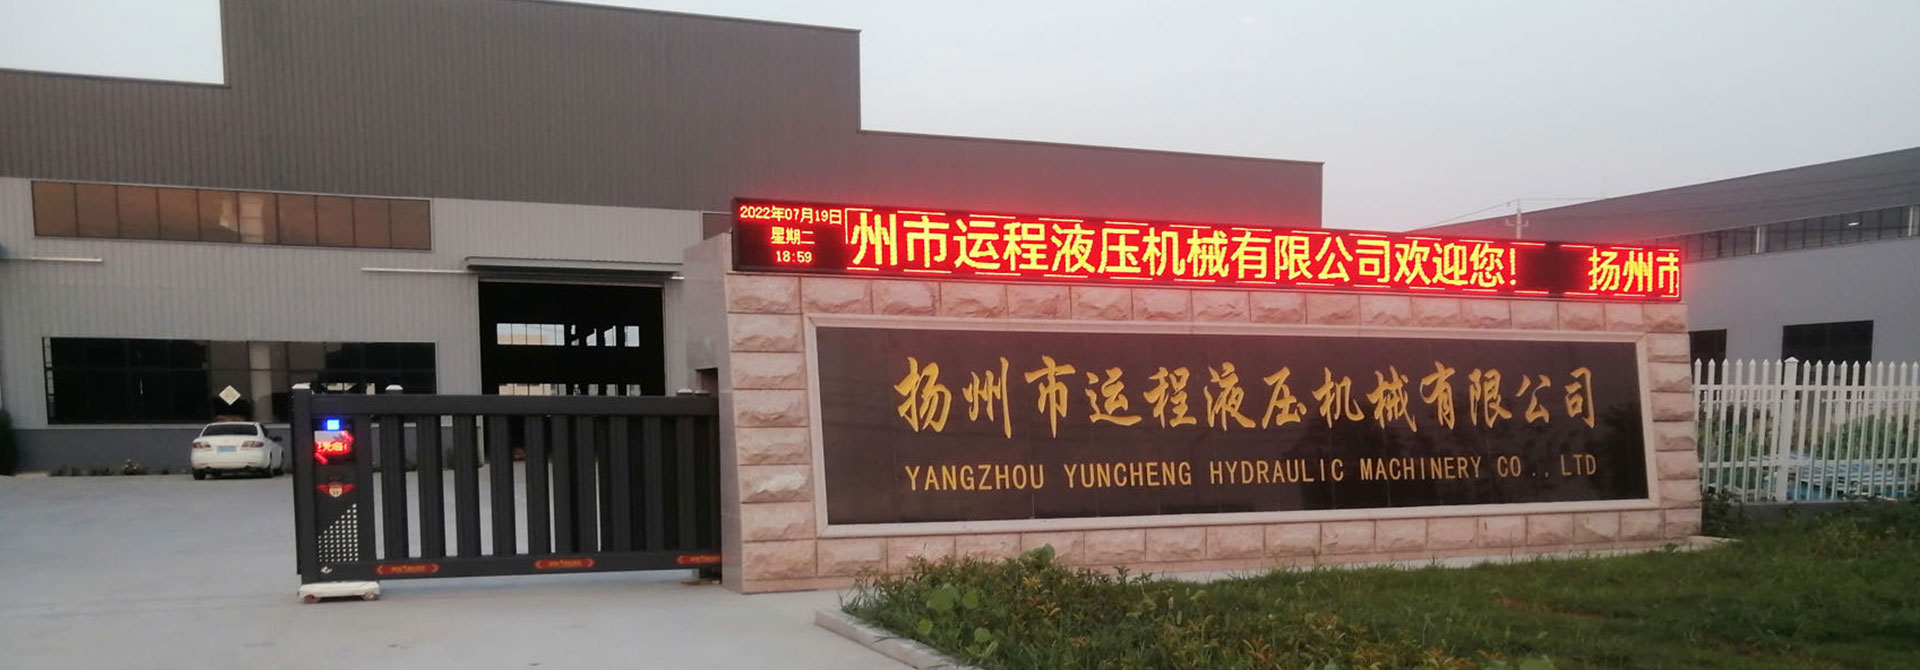 2022年07月19日
星期二
18:59
州市运程液压机械有限公司欢迎您! 扬州市
扬州市运程液压机械有限公司
YANGZHOU YUNCHENG HYDRAULIC MACHINERY CO., LTD